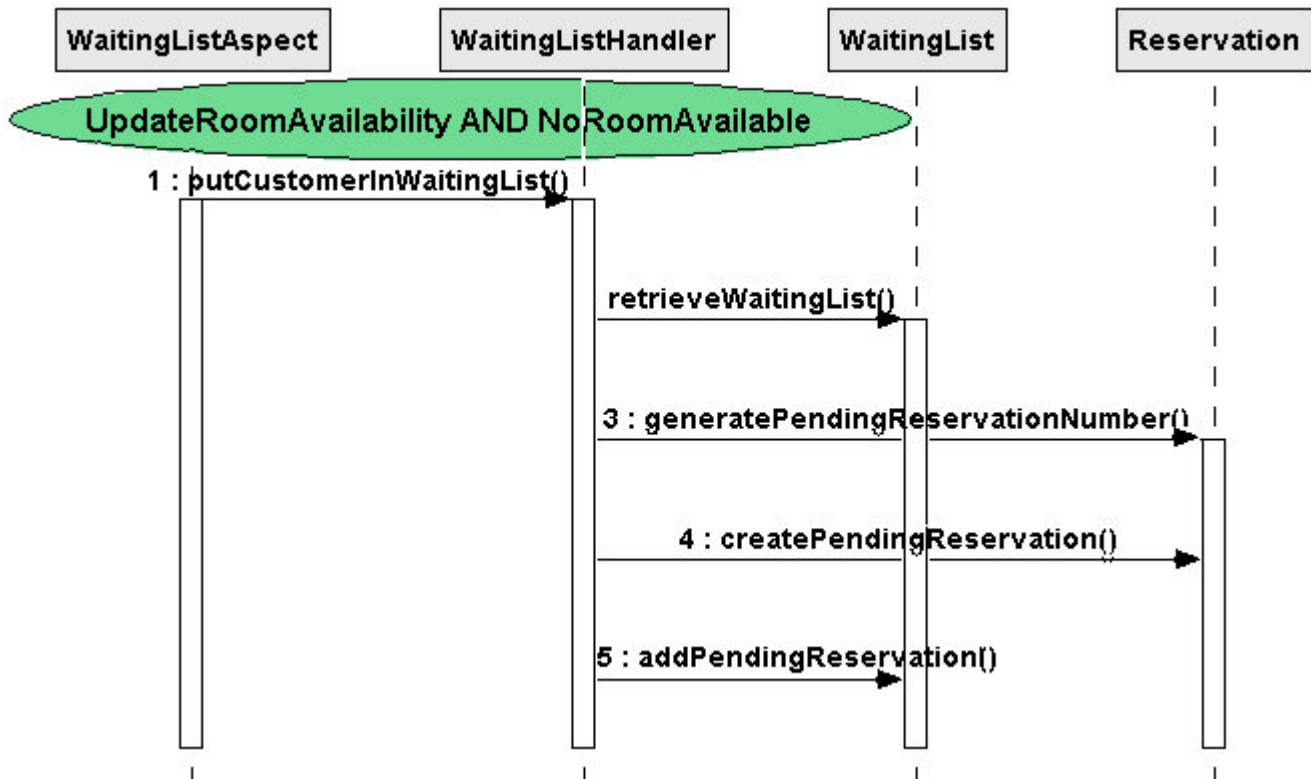 WaitingListAspect
WaitingListHandler
WaitingList
Reservation
UpdateRoomAvailability AND NoRoomAvailable
1 : putCustomerInWaitingList()
retrieveWaitingList()
3 : generatePendingReservationNumber()
4 : createPendingReservation()
5 : addPendingReservation()